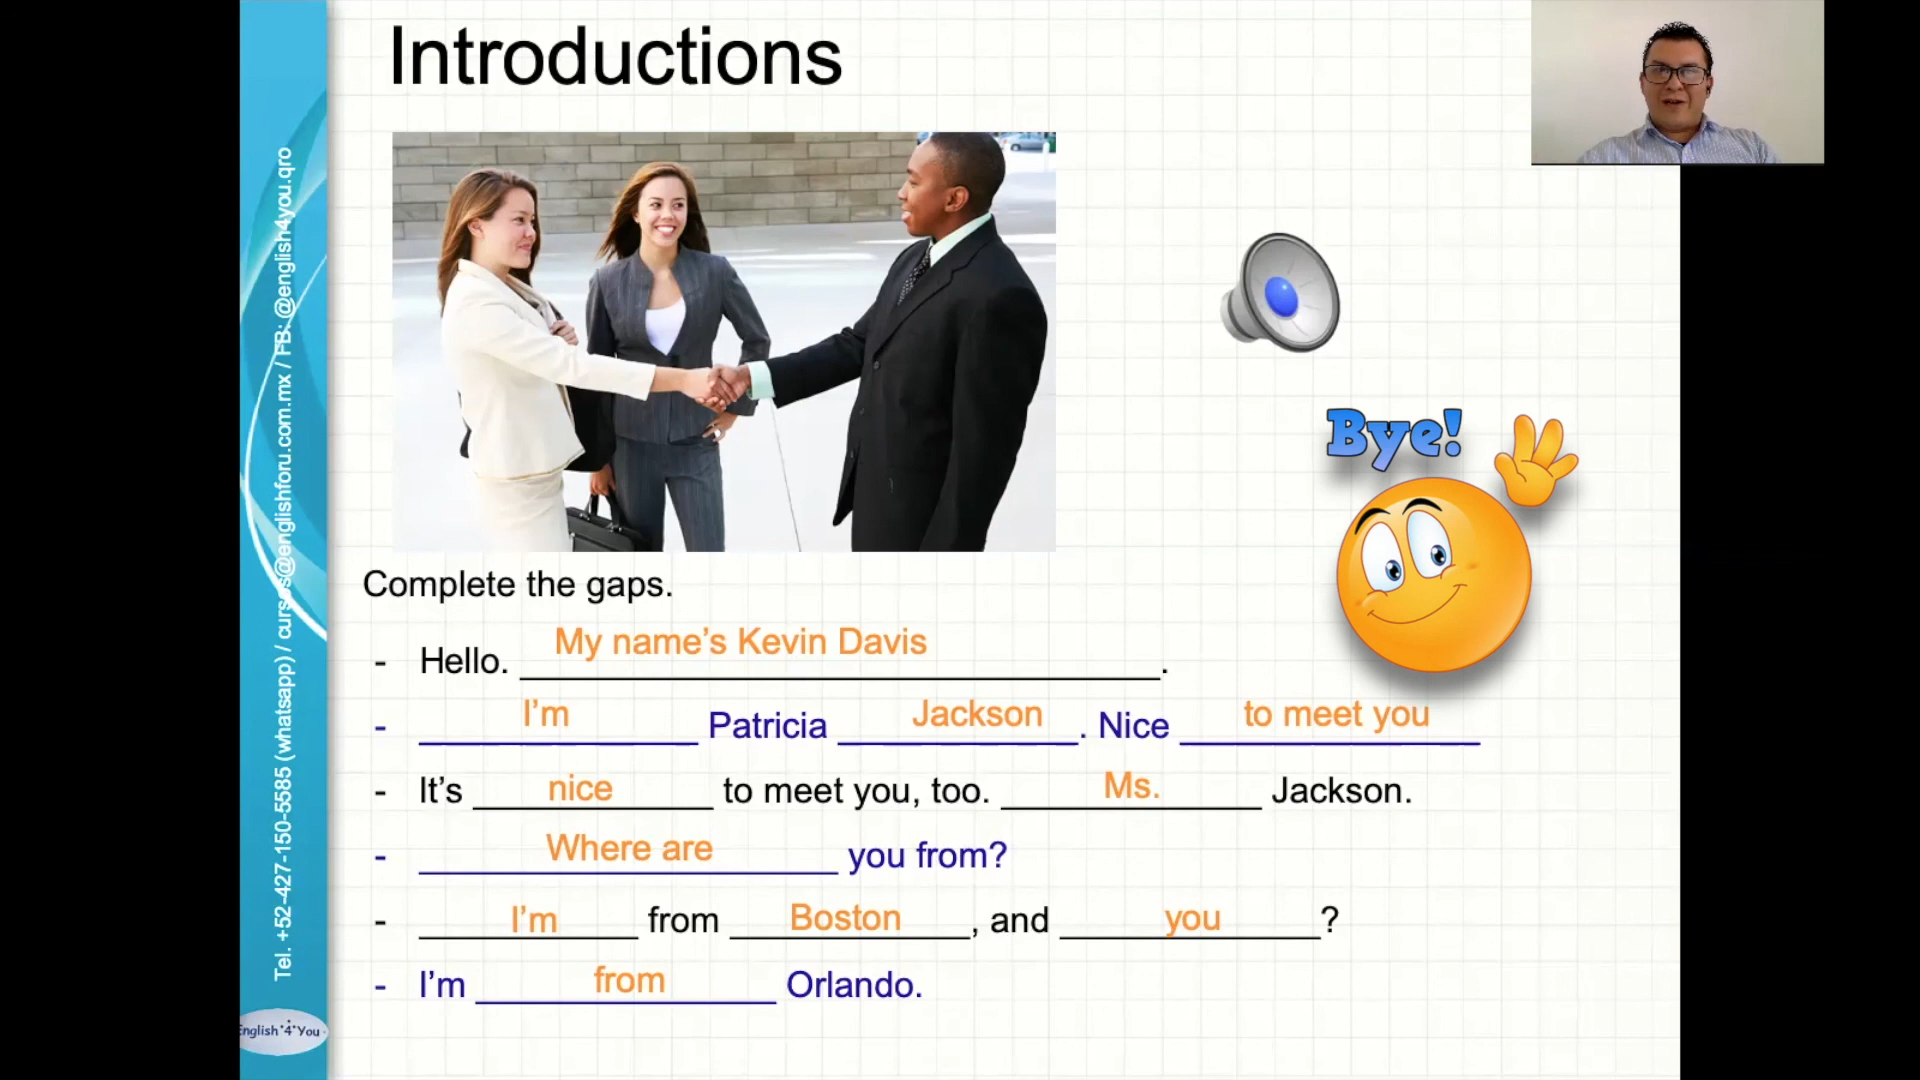 Introductions
Tel. +52-427-150-5585 (whatsapp) / cursos@englishforu.com.mx / FB: @english4you.qro
Bye!
Complete the gaps.
- Hello. My name’s Kevin Davis.
- I’m Patricia Jackson. Nice to meet you
- It’s nice to meet you, too. Ms. Jackson.
- Where are you from?
- I’m from Boston, and you?
- I’m from Orlando.
English 4 You